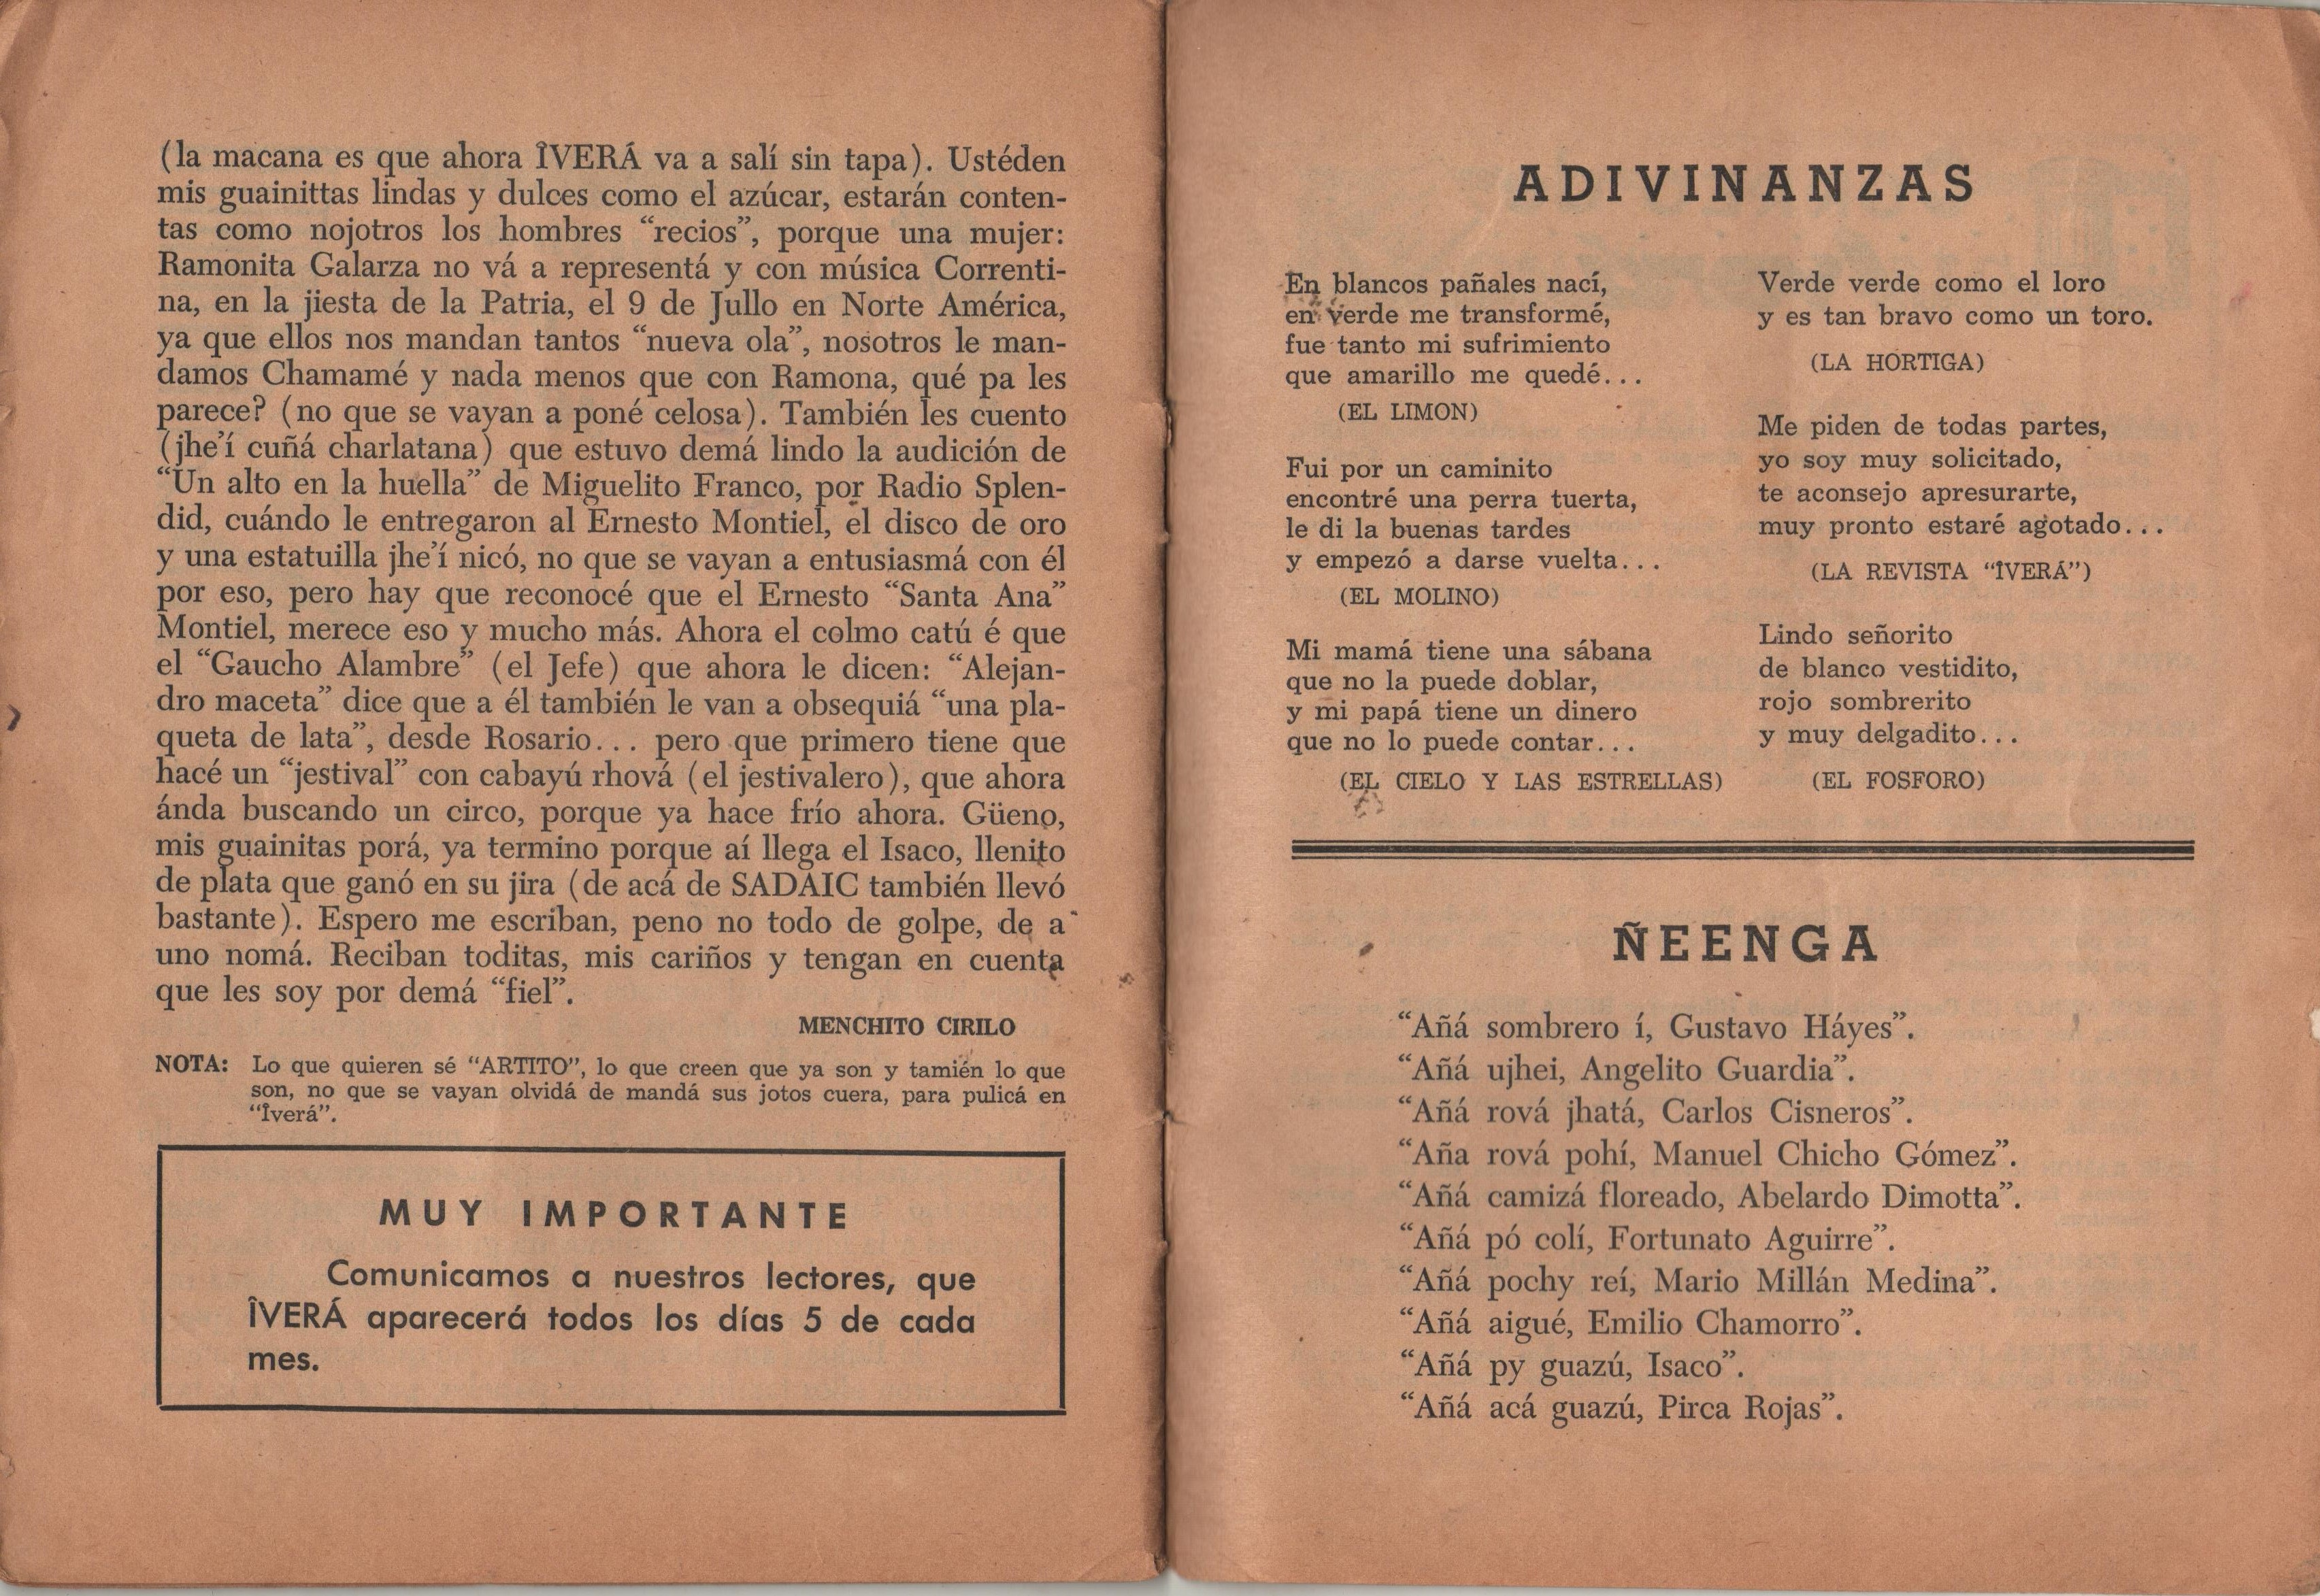 (la macana es que ahora ÎVERÁ va a salí sin tapa). Ustéden
mis guainittas lindas y dulces como el azúcar, estarán conten-
tas como nojotros los hombres “recios”, porque una mujer:
Ramonita Galarza no vá a representá y con música Correnti-
na, en la jiesta de la Patria, el 9 de Jullo en Norte América,
ya que ellos nos mandan tantos “nueva ola”, nosotros le man-
damos Chamamé y nada menos que con Ramona, qué pa les
parece? (no que se vayan a poné celosa). También les cuento
(jhe’í cuñá charlatana) que estuvo demá lindo la audición de
“Un alto en la huella” de Miguelito Franco, por Radio Splen-
did, cuándo le entregaron al Ernesto Montiel, el disco de oro
y una estatuilla jhe’í nicó, no que se vayan a entusiasmá con él
por eso, pero hay que reconocé que el Ernesto “Santa Ana”
Montiel, merece eso y mucho más. Ahora el colmo catú é que
el “Gaucho Alambre” (el Jefe) que ahora le dicen: “Alejan-
dro maceta” dice que a él también le van a obsequiá “una pla-
queta de lata”, desde Rosario... pero que primero tiene que
hacé un “jestival” con cabayú rhová (el jestivalero), que ahora
ánda buscando un circo, porque ya hace frío ahora. Güeno,
mis guainitas porá, ya termino porque aí llega el Isaco, llenito
de plata que ganó en su jira (de acá de SADAIC también llevó
bastante). Espero me escriban, peno no todo de golpe, de a
uno nomá. Reciban toditas, mis cariños y tengan en cuenta
que les soy por demá “fiel”.
MENCHITO CIRILO
NOTA: Lo que quieren sé “ARTITO”, lo que creen que ya son y tamién lo que
son, no que se vayan olvidá de mandá sus jotos cuera, para pulicá en
“Îverá”.
MUY IMPORTANTE
Comunicamos a nuestros lectores, que
ÎVERÁ aparecerá todos los días 5 de cada
mes.
ADIVINANZAS
En blancos pañales nací,
en verde me transformé,
fue tanto mi sufrimiento
que amarillo me quedé...
(EL LIMON)
Fui por un caminito
encontré una perra tuerta,
le di la buenas tardes
y empezó a darse vuelta...
(EL MOLINO)
Mi mamá tiene una sábana
que no la puede doblar,
y mi papá tiene un dinero
que no lo puede contar...
(EL CIELO Y LAS ESTRELLAS)
Verde verde como el loro
y es tan bravo como un toro.
(LA HORTIGA)
Me piden de todas partes,
yo soy muy solicitado,
te aconsejo apresurarte,
muy pronto estaré agotado...
(LA REVISTA “ÎVERÁ”)
Lindo señorito
de blanco vestidito,
rojo sombrerito
y muy delgadito...
(EL FOSFORO)
ÑEENGA
“Añá sombrero í, Gustavo Háyes”.
“Añá ujhei, Angelito Guardia”.
“Añá rová jhatá, Carlos Cisneros”.
“Aña rová pohí, Manuel Chicho Gómez”.
“Añá camizá floreado, Abelardo Dimotta”.
“Añá pó colí, Fortunato Aguirre”.
“Añá pochy reí, Mario Millán Medina”.
“Añá aigué, Emilio Chamorro”.
“Añá py guazú, Isaco”.
“Añá acá guazú, Pirca Rojas”.